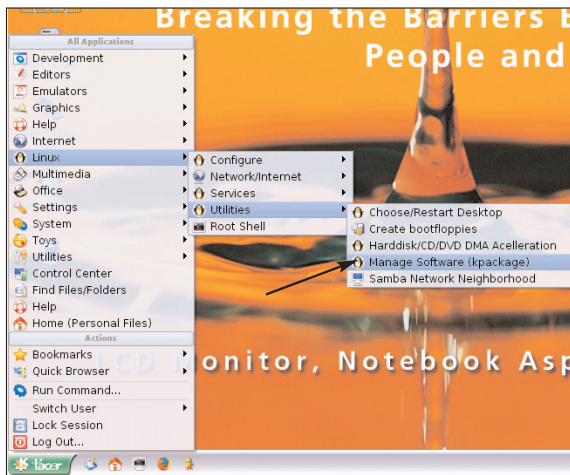 Breaking the Barriers B
People and
All Applications
Development
Editors
Emulators
Graphics
Help
Internet
Linux
Multimedia
Office
Settings
System
Toys
Utilities
Control Center
Find Files/Folders
Help
Home (Personal Files)
Actions
Bookmarks
Quick Browser
Run Command...
Switch User
Lock Session
Log Out...
Configure
Network/Internet
Services
Utilities
Root Shell
Choose/Restart Desktop
Create bootfloppies
Harddisk/CD/DVD DMA Acelleration
Manage Software (kpackage)
Samba Network Neighborhood
LCD Monitor, Notebook Asp